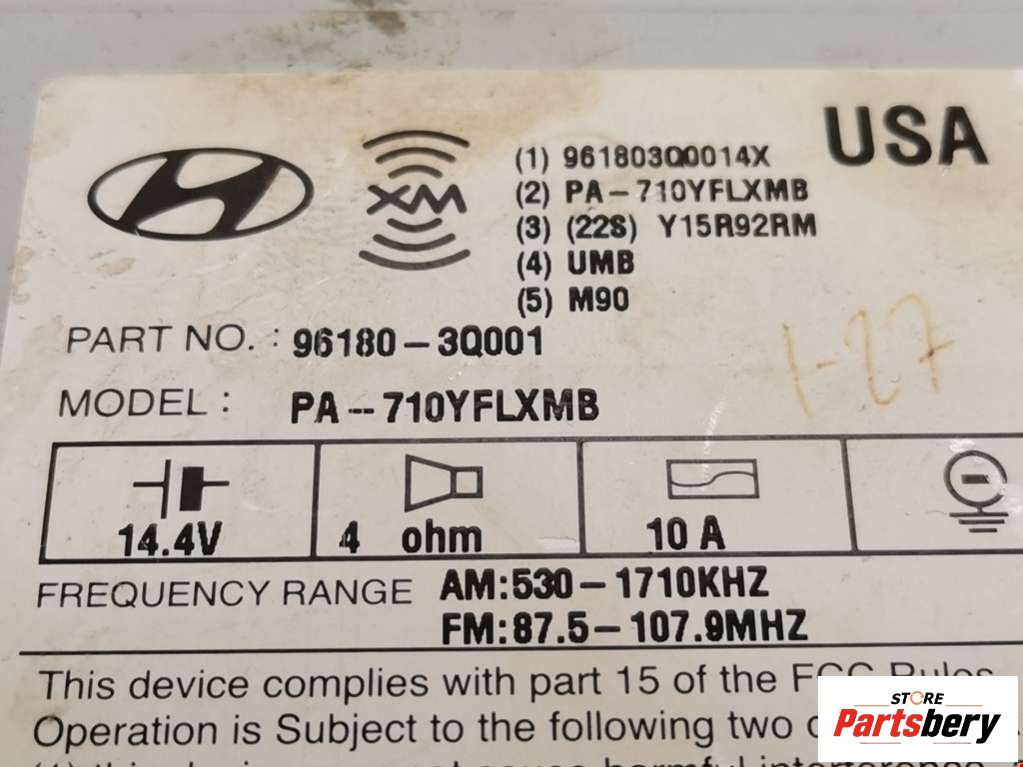 USA
XM
(1) 961803Q0014X
(2) PA-710YFLXMB
(3) (22S) Y15R92RM
(4) UMB
(5) M90
1-27
PART NO. : 96180-3Q001
MODEL : PA--710YFLXMB
14.4V 4 ohm 10 A
FREQUENCY RANGE AM:530-1710KHZ
FM:87.5-107.9MHZ
This device complies with part 15 of the FCC Rules
Operation is Subject to the following two
STORE
Partsbery